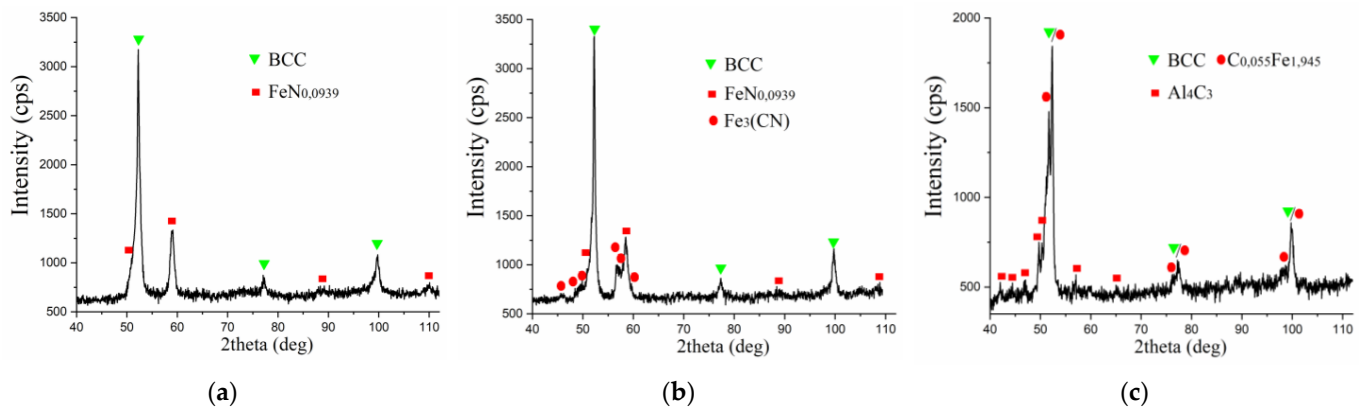 3500
3000
2500
2000
1500
1000
500
Intensity (cps)
BCC
FeN0,0939
40 50 60 70 80 90 100 110
2theta (deg)
(a)
3500
3250
2500
2000
1500
1250
750
500
Intensity (cps)
BCC
FeN0,0939
Fe3(CN)
40 50 60 70 80 90 100 110
2theta (deg)
(b)
2000
1500
1000
500
Intensity (cps)
BCC C0,055Fe1,945
Al4C3
40 50 60 70 80 90 100
2theta (deg)
(c)